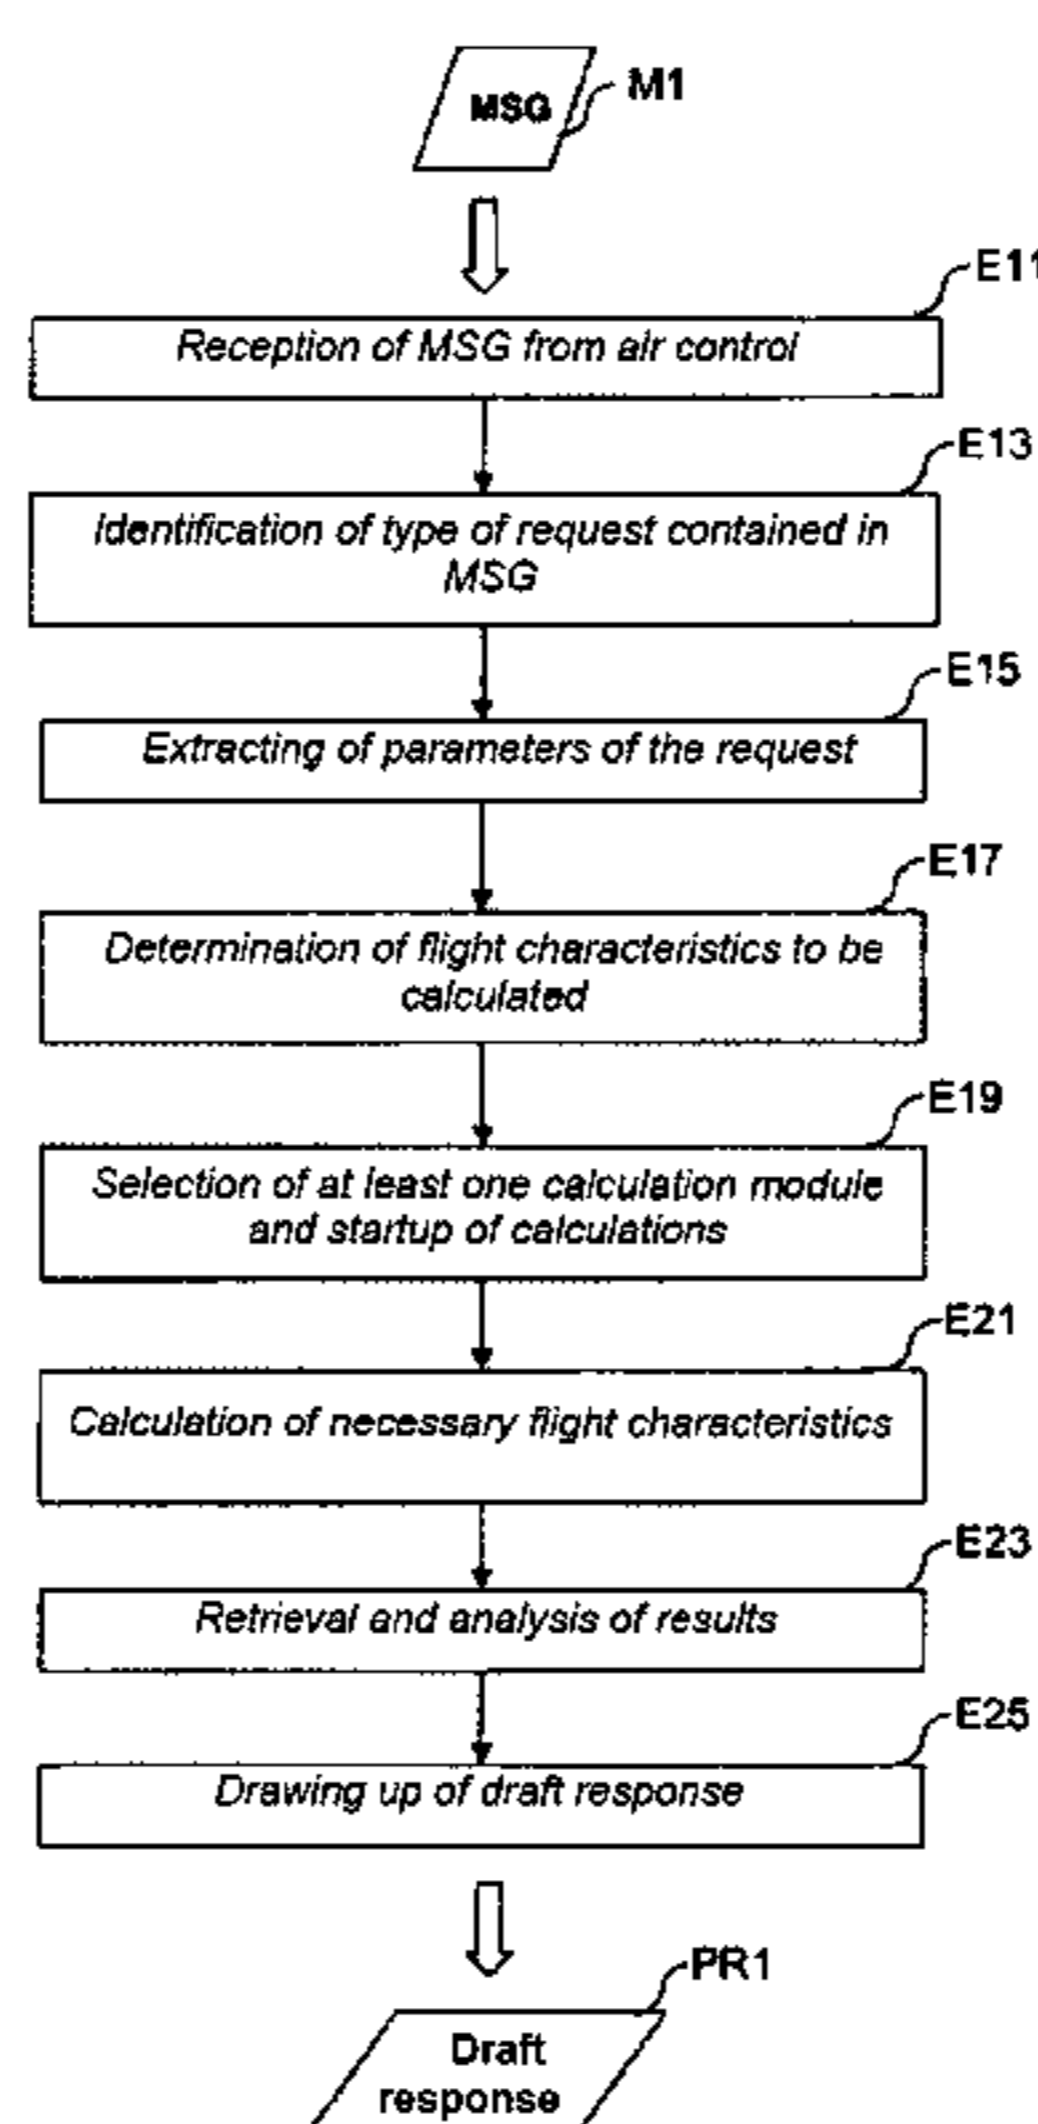 MSG
M1
E11
Reception of MSG from air control
E13
Identification of type of request contained in
MSG
E15
Extracting of parameters of the request
E17
Determination of flight characteristics to be
calculated
E19
Selection of at least one calculation module
and startup of calculations
E21
Calculation of necessary flight characteristics
E23
Retrieval and analysis of results
E25
Drawing up of draft response
PR1
Draft
response